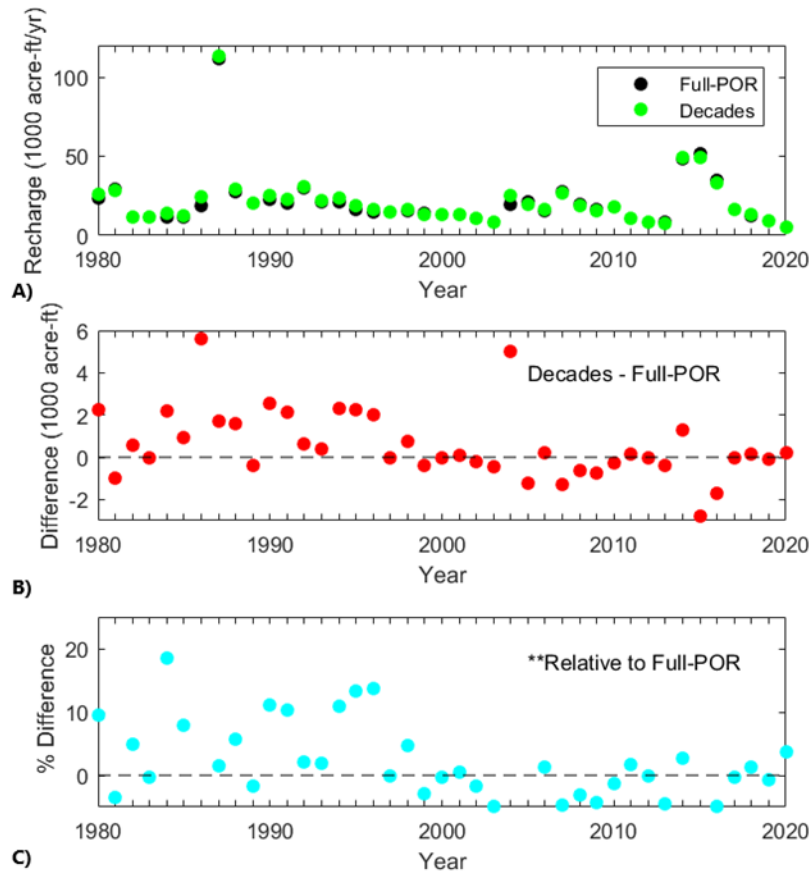 Recharge (1000 acre-ft/yr)
100
50
0
Full-POR
Decades
1980
1990
2000
2010
2020
Year
A)
Difference (1000 acre-ft)
6
4
2
0
-2
Decades - Full-POR
1980
1990
2000
2010
2020
Year
B)
% Difference
20
10
0
**Relative to Full-POR
1980
1990
2000
2010
2020
Year
C)